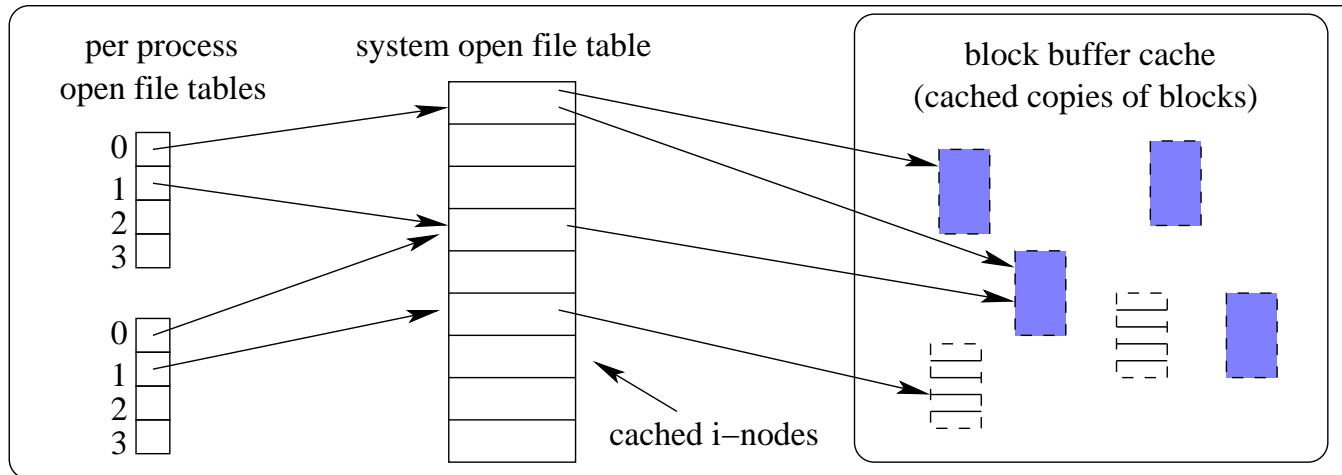 per process
open file tables
system open file table
block buffer cache
(cached copies of blocks)
0
1
2
3
0
1
2
3
cached i−nodes